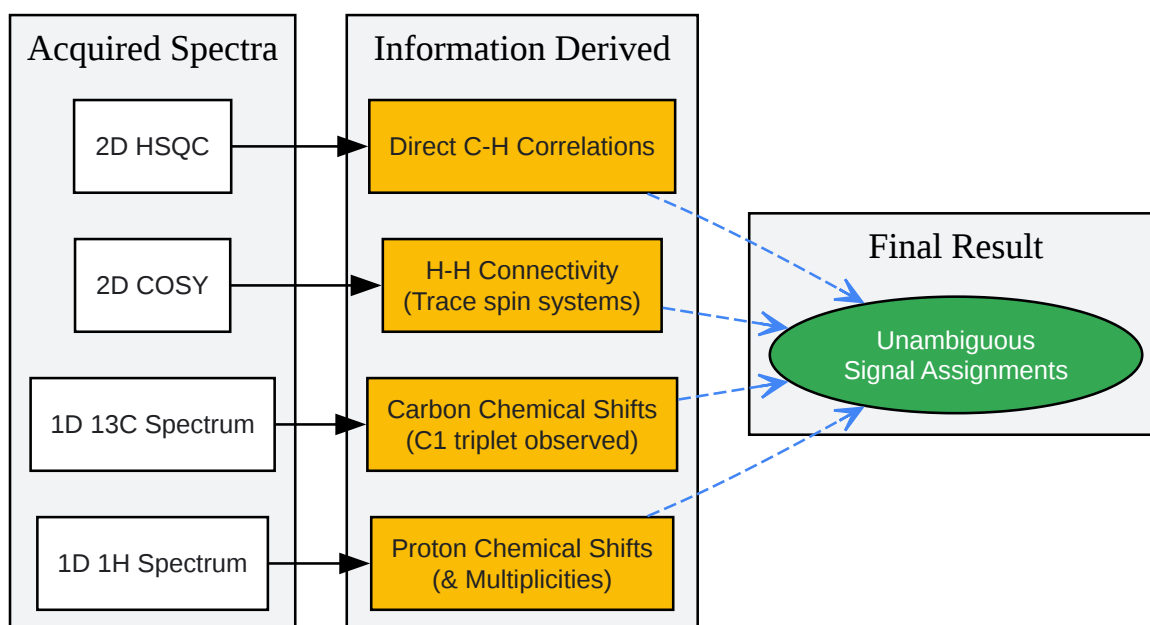 Acquired Spectra
2D HSQC
2D COSY
1D 13C Spectrum
1D 1H Spectrum
Information Derived
Direct C-H Correlations
H-H Connectivity
(Trace spin systems)
Carbon Chemical Shifts
(C1 triplet observed)
Proton Chemical Shifts
(& Multiplicities)
Final Result
Unambiguous
Signal Assignments